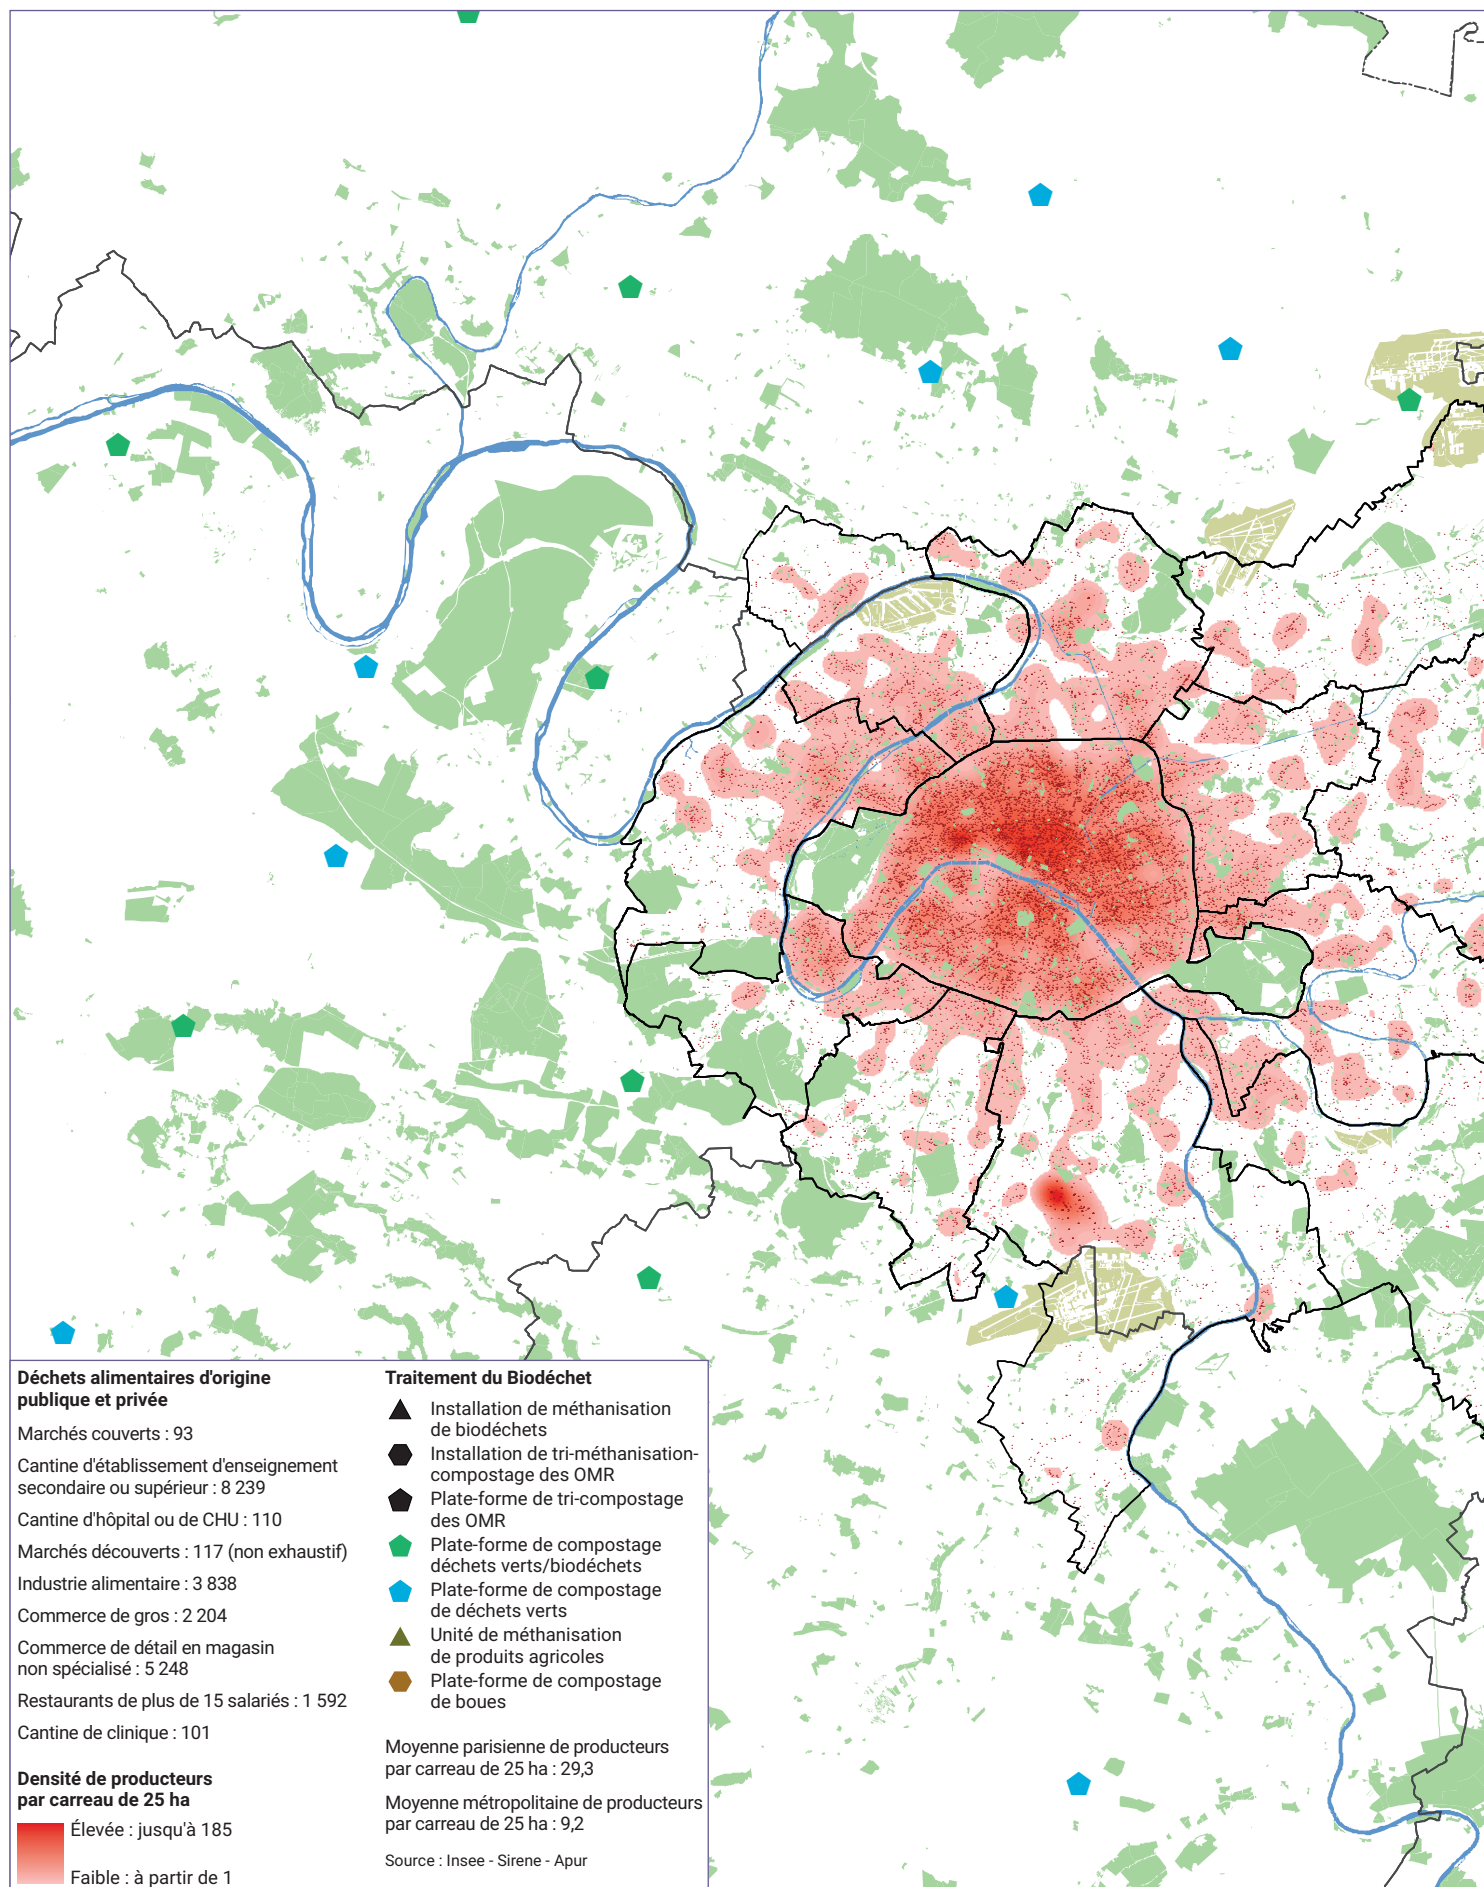 Déchets alimentaires d'origine
publique et privée
Marchés couverts : 93
Cantine d'établissement d'enseignement
secondaire ou supérieur : 8 239
Cantine d'hôpital ou de CHU : 110
Marchés découverts : 117 (non exhaustif)
Industrie alimentaire : 3 838
Commerce de gros : 2 204
Commerce de détail en magasin
non spécialisé : 5 248
Restaurants de plus de 15 salariés : 1 592
Cantine de clinique : 101
Densité de producteurs
par carreau de 25 ha
Élevée : jusqu'à 185
Faible : à partir de 1
Traitement du Biodéchet
Installation de méthanisation
de biodéchets
Installation de tri-méthanisation-
compostage des OMR
Plate-forme de tri-compostage
des OMR
Plate-forme de compostage
déchets verts/biodéchets
Plate-forme de compostage
de déchets verts
Unité de méthanisation
de produits agricoles
Plate-forme de compostage
de boues
Moyenne parisienne de producteurs
par carreau de 25 ha : 29,3
Moyenne métropolitaine de producteurs
par carreau de 25 ha : 9,2
Source : Insee - Sirene - Apur